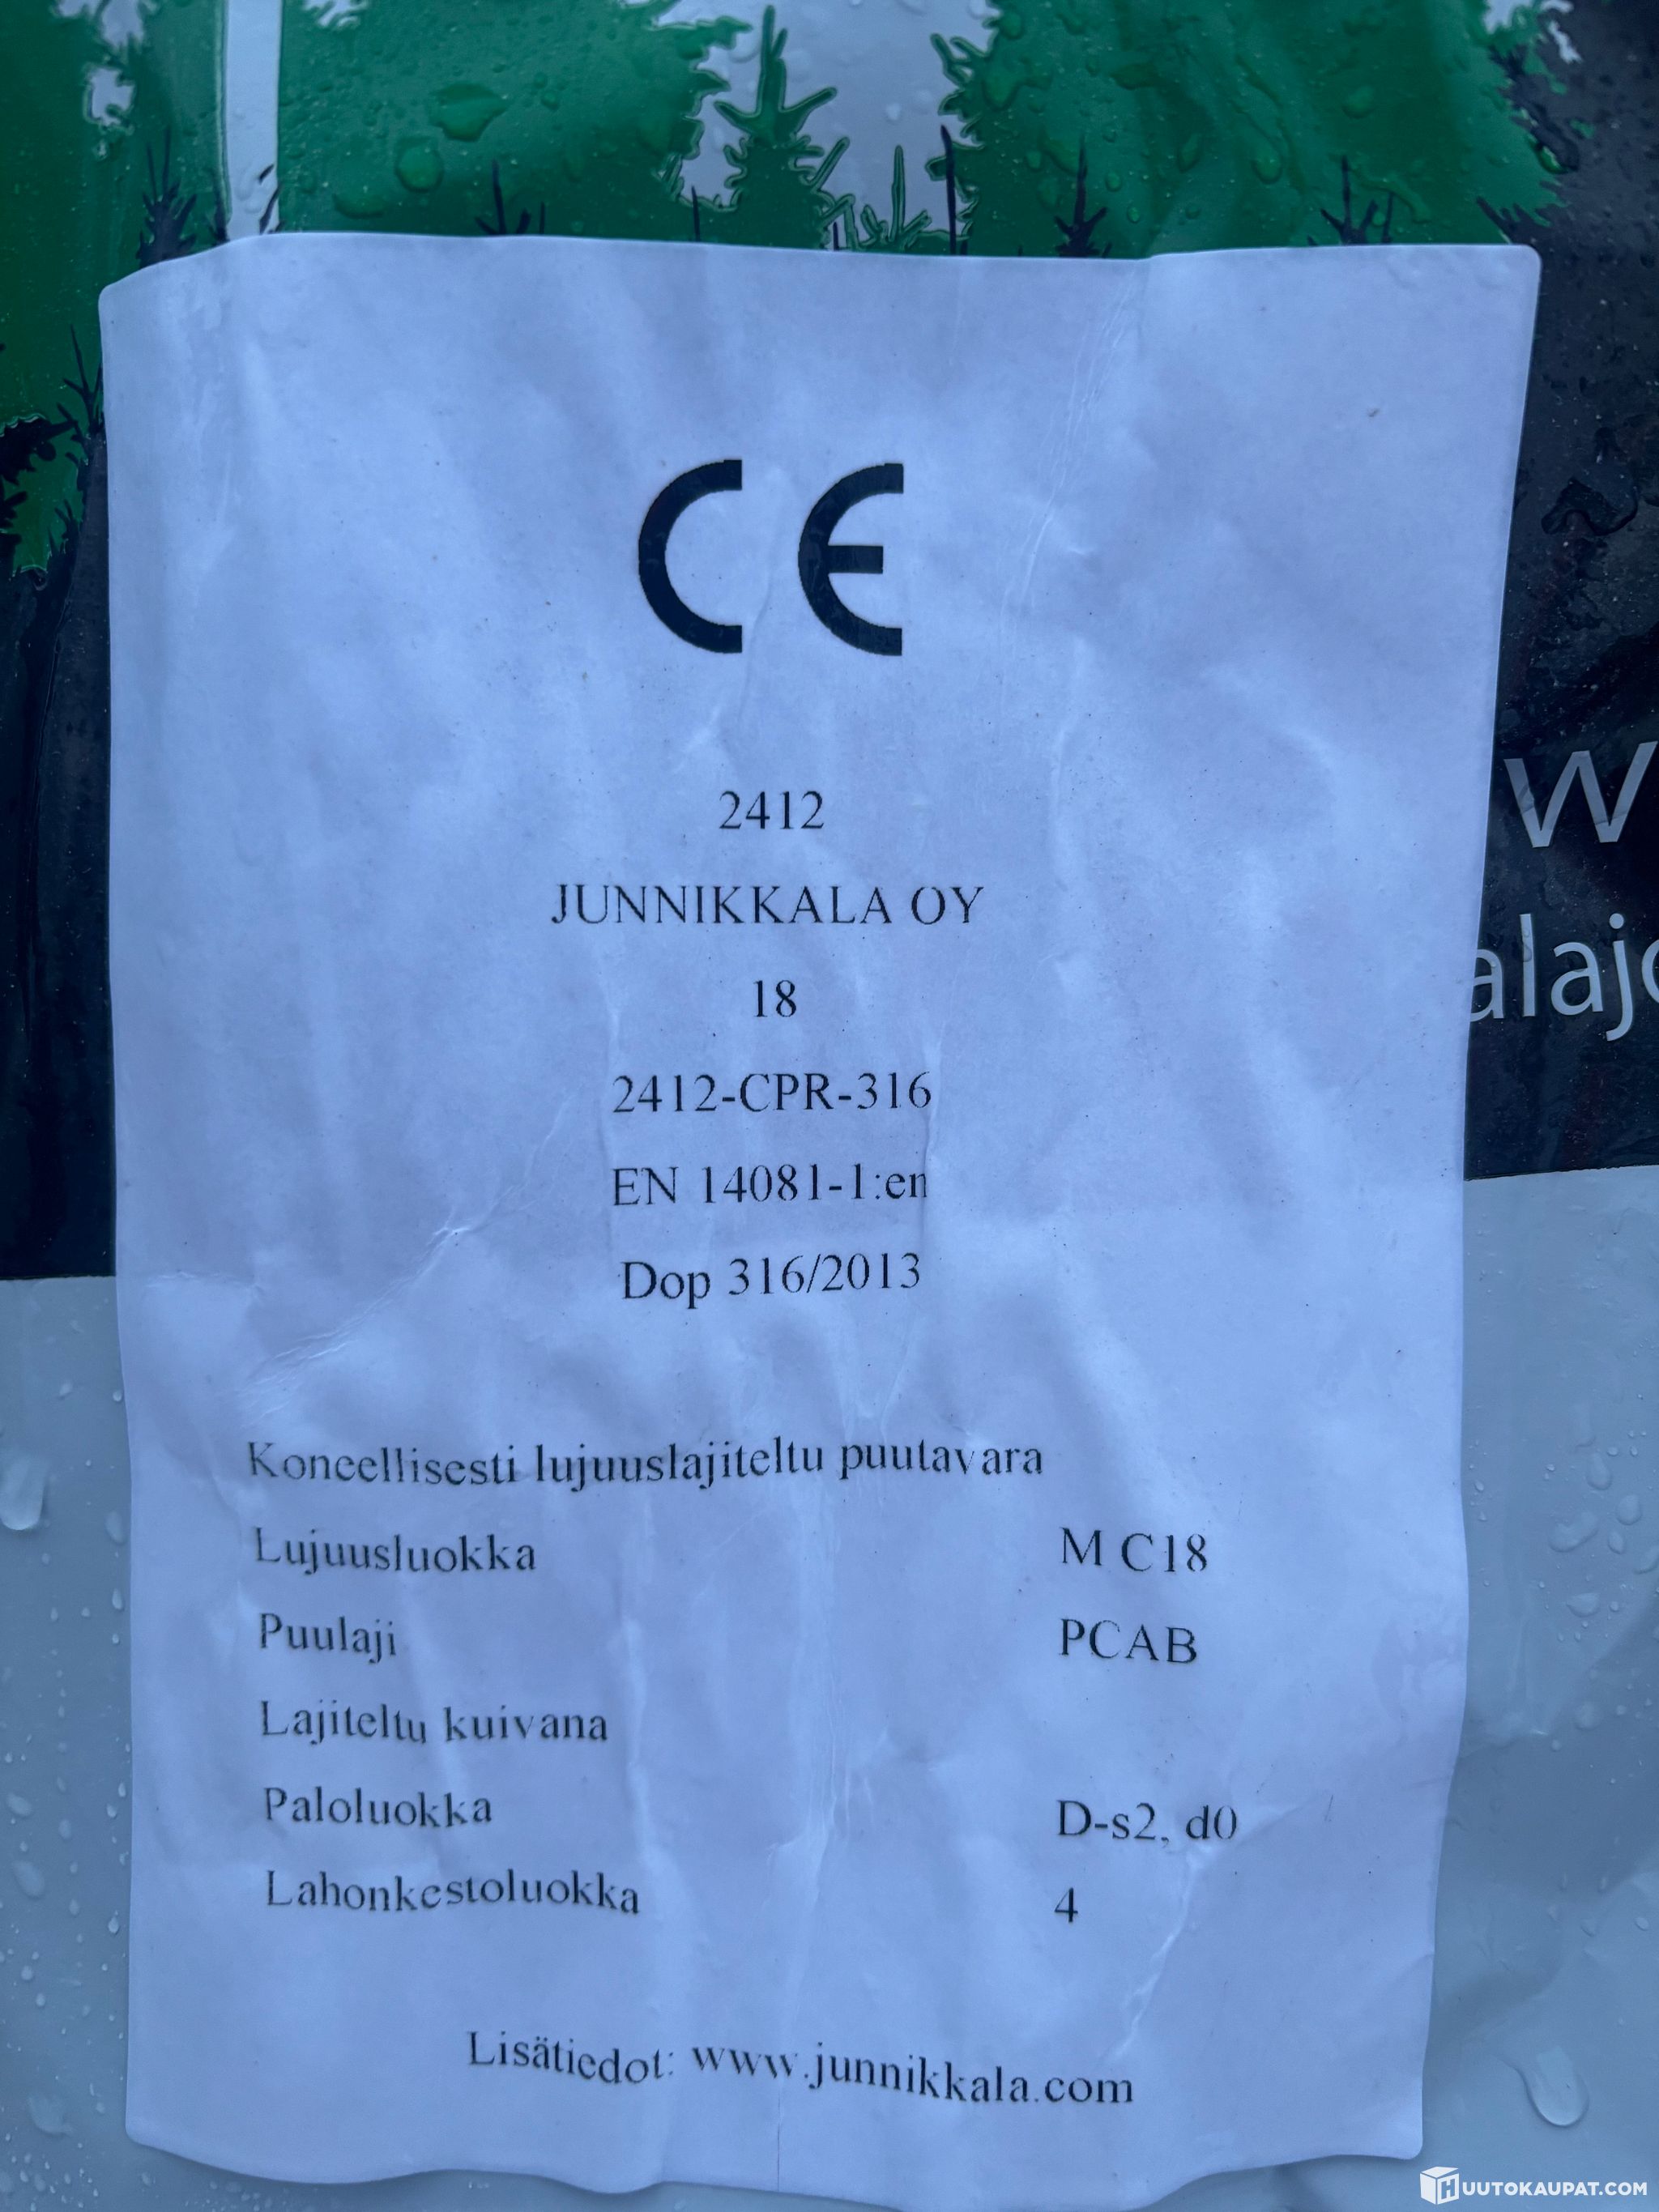 CE
2412
JUNNIKKALA OY
18
2412-CPR-316
EN 14081-1:en
Dop 316/2013
Koneellisesti lujuuslajiteltu puutavara
Lujuusluokka M C18
Puulaji PCAB
Lajiteltu kuivana
Paloluokka D-s2, d0
Lahonkestoluokka 4
Lisätiedot: www.junnikkala.com
HUUTOKAUPAT.COM